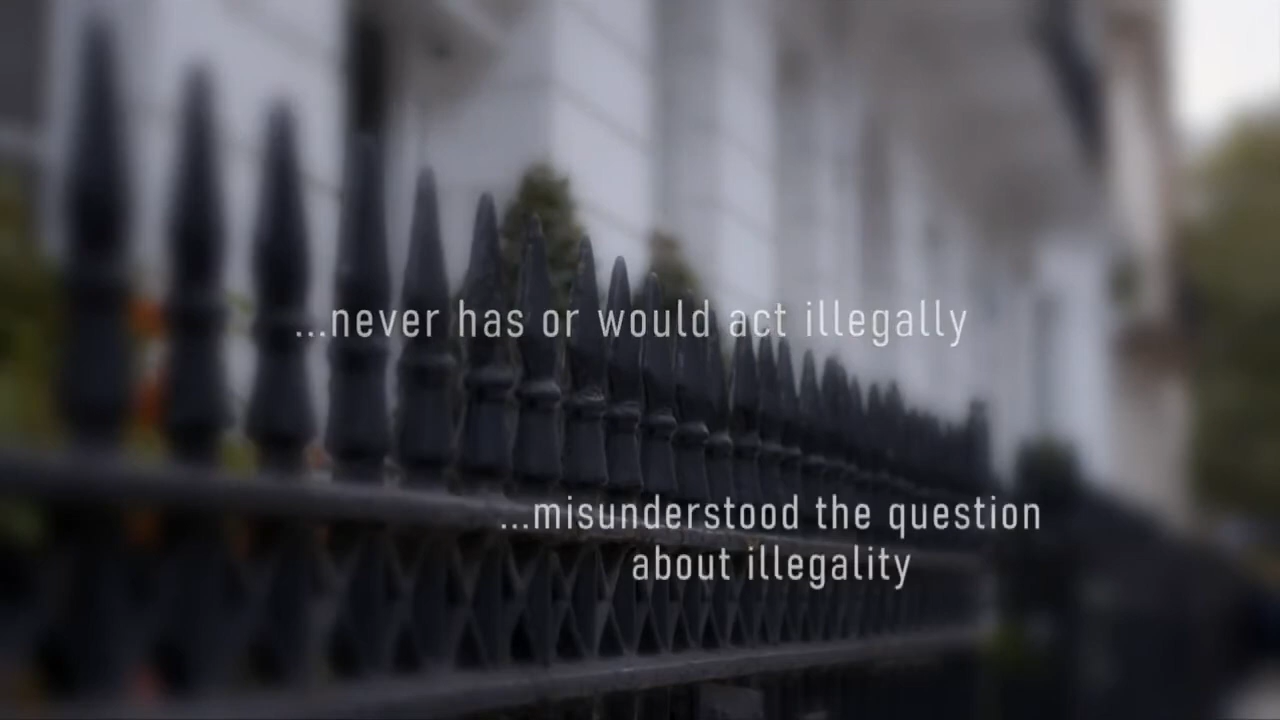 ...never has or would act illegally
...misunderstood the question
about illegality